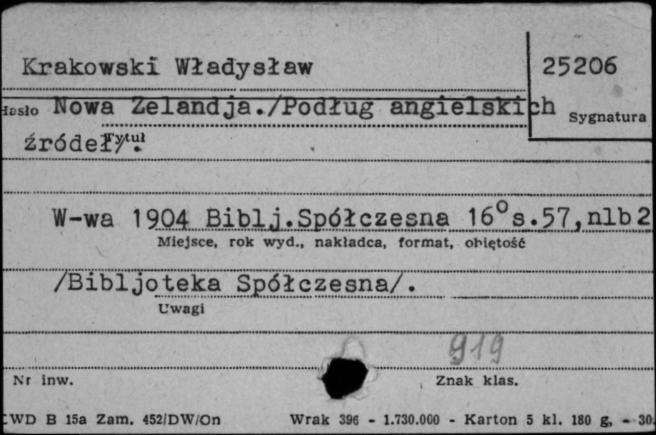 Krakowski Władysław
25206
Hasło Nowa Zelandja./Podług angielskich
Sygnatura
źródeł/.
Tytuł
W-wa 1904 Biblj.Spółczesna 16°s.57,nlb2
Miejsce, rok wyd., nakładca, format, objętość
/Bibljoteka Spółczesna/.
Uwagi
919
Nr inw.
Znak klas.
CWD B 15a Zam. 452/DW/On Wrak 396 - 1.730.000 - Karton 5 kl. 180 g, - 30.